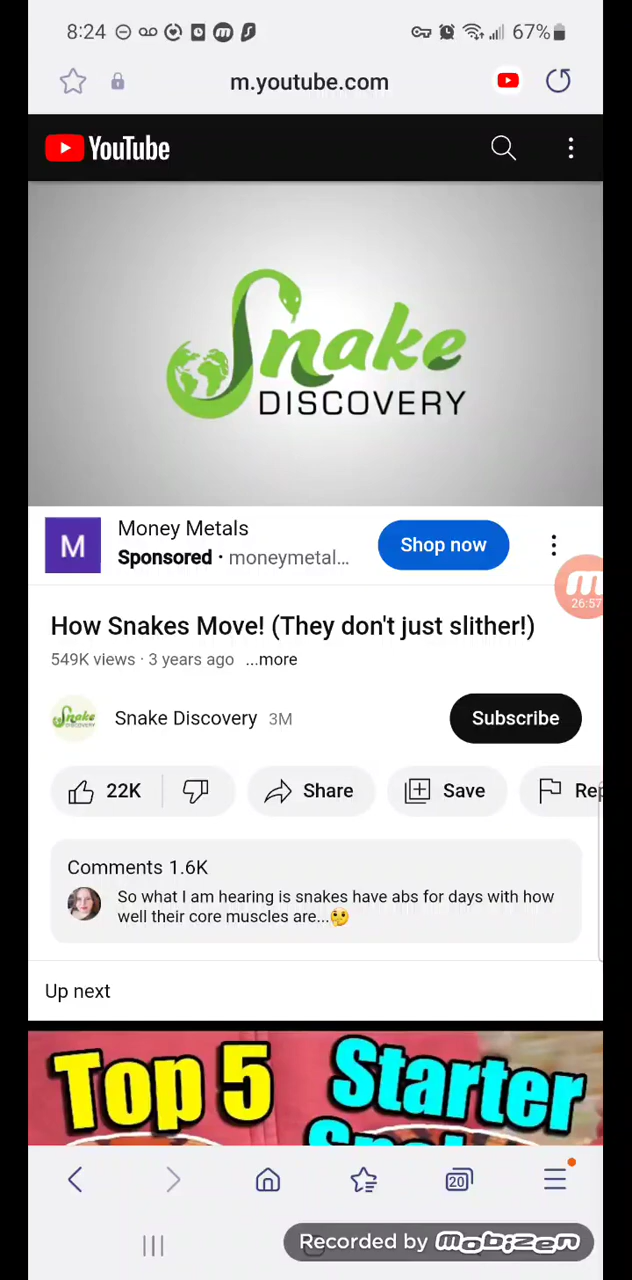 8:24 67%
m.youtube.com
YouTube
Snake
DISCOVERY
M Money Metals
Sponsored · moneymetal...
Shop now
m
26:57
How Snakes Move! (They don't just slither!)
549K views · 3 years ago ...more
Snake Discovery 3M
Subscribe
22K Share Save Rep
Comments 1.6K
So what I am hearing is snakes have abs for days with how
well their core muscles are...🤔
Up next
Top 5 Starter
20
Recorded by mobizen